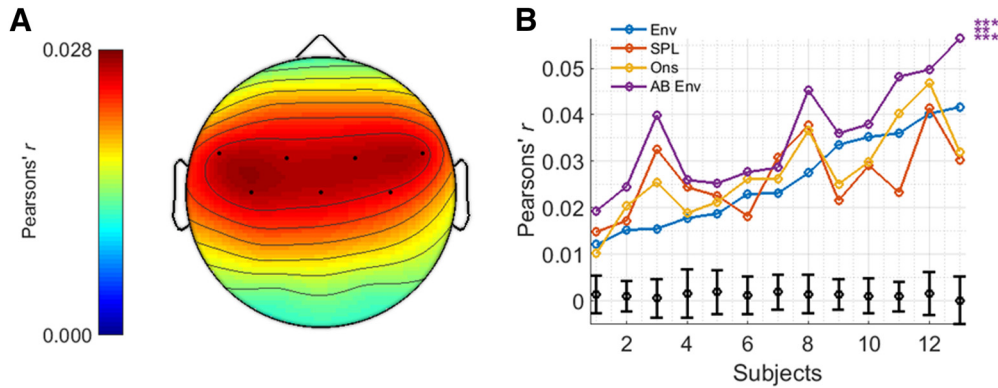 A
0.028
Pearsons' r
0.000
B
Env
SPL
Ons
AB Env
***
**
***
0.05
0.04
0.03
0.02
0.01
0
Pearsons' r
2 4 6 8 10 12
Subjects